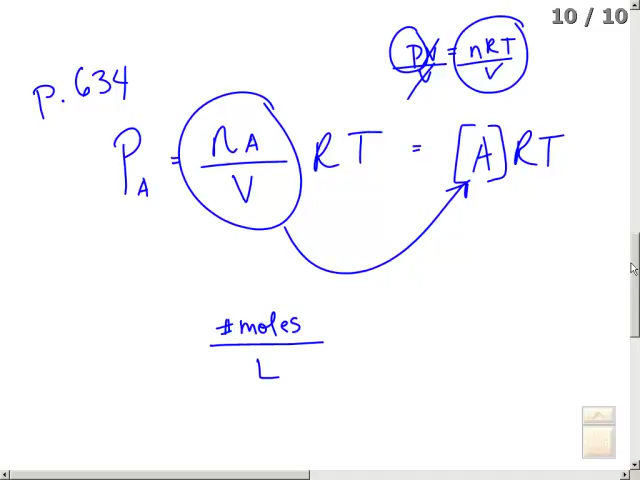 10 / 10
PV/V = nRT/V
p. 634
P_A = n_A/V RT = [A]RT
#moles
L